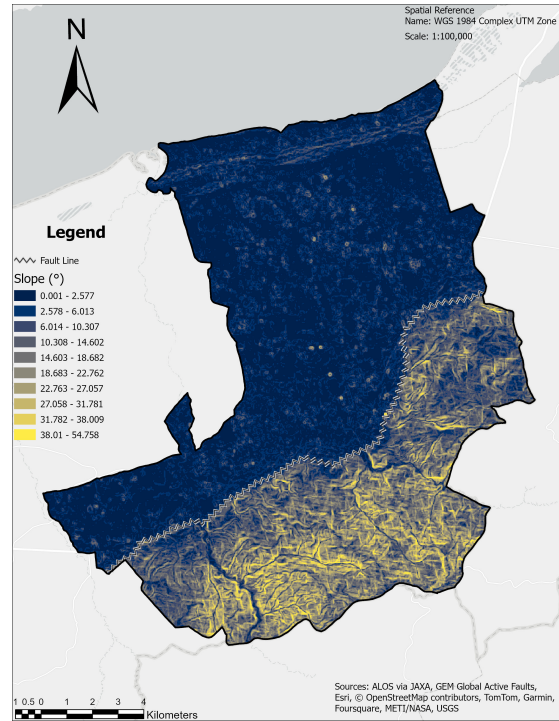 Spatial Reference
Name: WGS 1984 Complex UTM Zone
Scale: 1:100,000
N
Legend
Fault Line
Slope (°)
0.001 - 2.577
2.578 - 6.013
6.014 - 10.307
10.308 - 14.602
14.603 - 18.682
18.683 - 22.762
22.763 - 27.057
27.058 - 31.781
31.782 - 38.009
38.01 - 54.758
1 0.5 0 1 2 3 4
Kilometers
Sources: ALOS via JAXA, GEM Global Active Faults,
Esri, © OpenStreetMap contributors, TomTom, Garmin,
Foursquare, METI/NASA, USGS